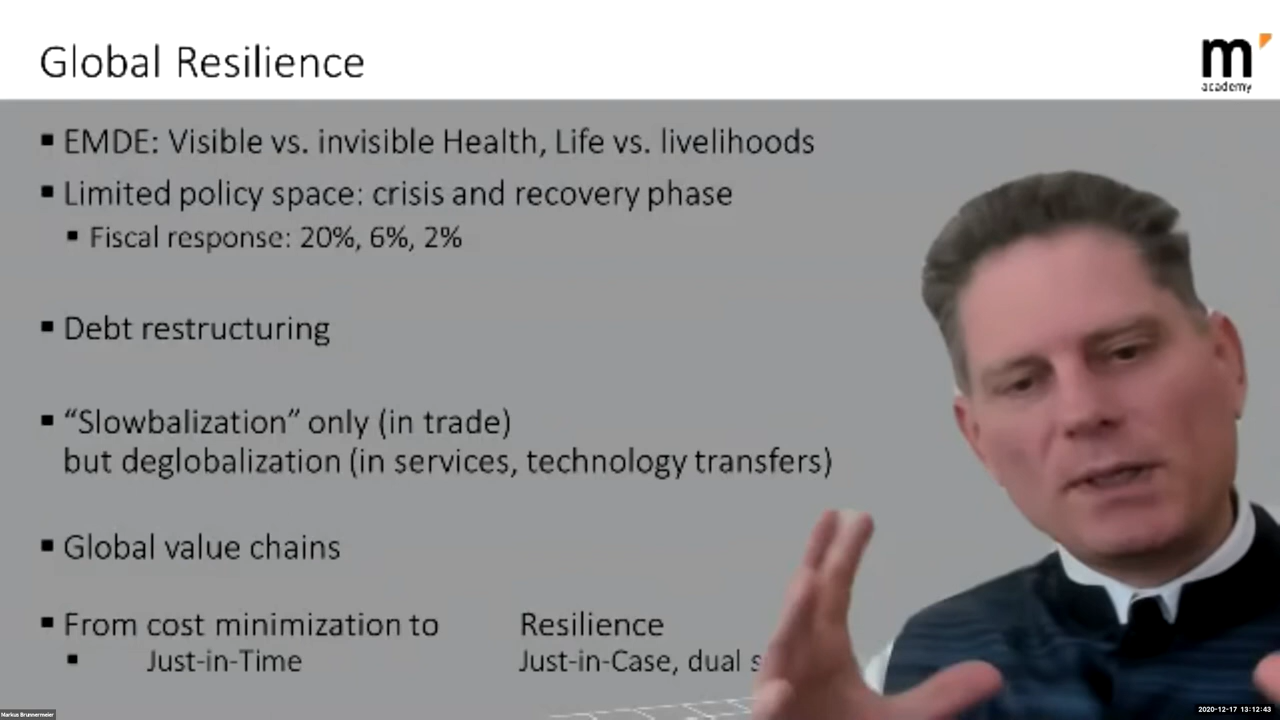 Global Resilience
m
academy
▪ EMDE: Visible vs. invisible Health, Life vs. livelihoods
▪ Limited policy space: crisis and recovery phase
▪ Fiscal response: 20%, 6%, 2%
▪ Debt restructuring
▪ “Slowbalization” only (in trade)
but deglobalization (in services, technology transfers)
▪ Global value chains
▪ From cost minimization to Resilience
▪ Just-in-Time Just-in-Case, dual
Markus Brunnermeier
2020-12-17 13:12:43